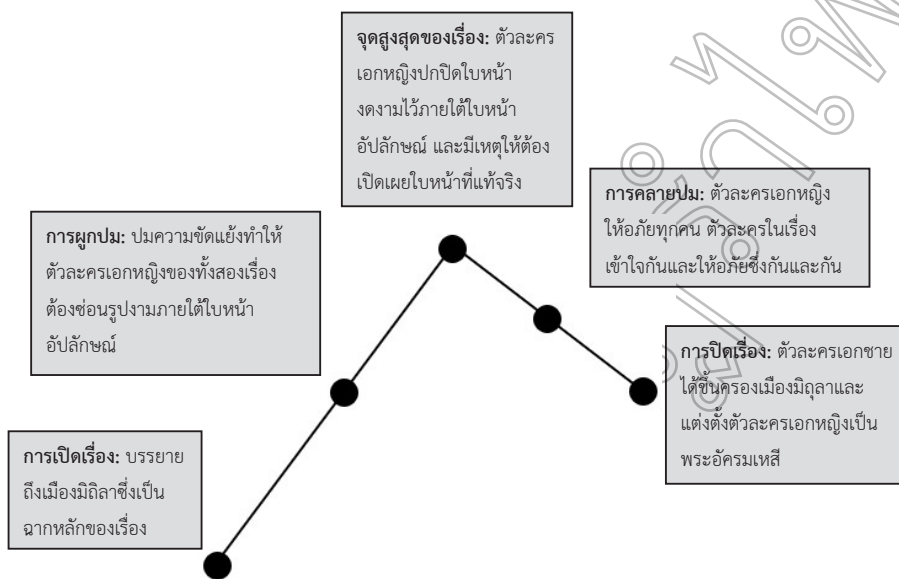 จุดสูงสุดของเรื่อง: ตัวละคร
เอกหญิงปกปิดใบหน้า
งดงามไว้ภายใต้ใบหน้า
อัปลักษณ์ และมีเหตุให้ต้อง
เปิดเผยใบหน้าที่แท้จริง
การคลายปม: ตัวละครเอกหญิง
ให้อภัยทุกคน ตัวละครในเรื่อง
เข้าใจกันและให้อภัยซึ่งกันและกัน
การผูกปม: ปมความขัดแย้งทำให้
ตัวละครเอกหญิงของทั้งสองเรื่อง
ต้องซ่อนรูปงามภายใต้ใบหน้า
อัปลักษณ์
การปิดเรื่อง: ตัวละครเอกชาย
ได้ขึ้นครองเมืองมิถุลาและ
แต่งตั้งตัวละครเอกหญิงเป็น
พระอัครมเหสี
การเปิดเรื่อง: บรรยาย
ถึงเมืองมิถิลาซึ่งเป็น
ฉากหลักของเรื่อง